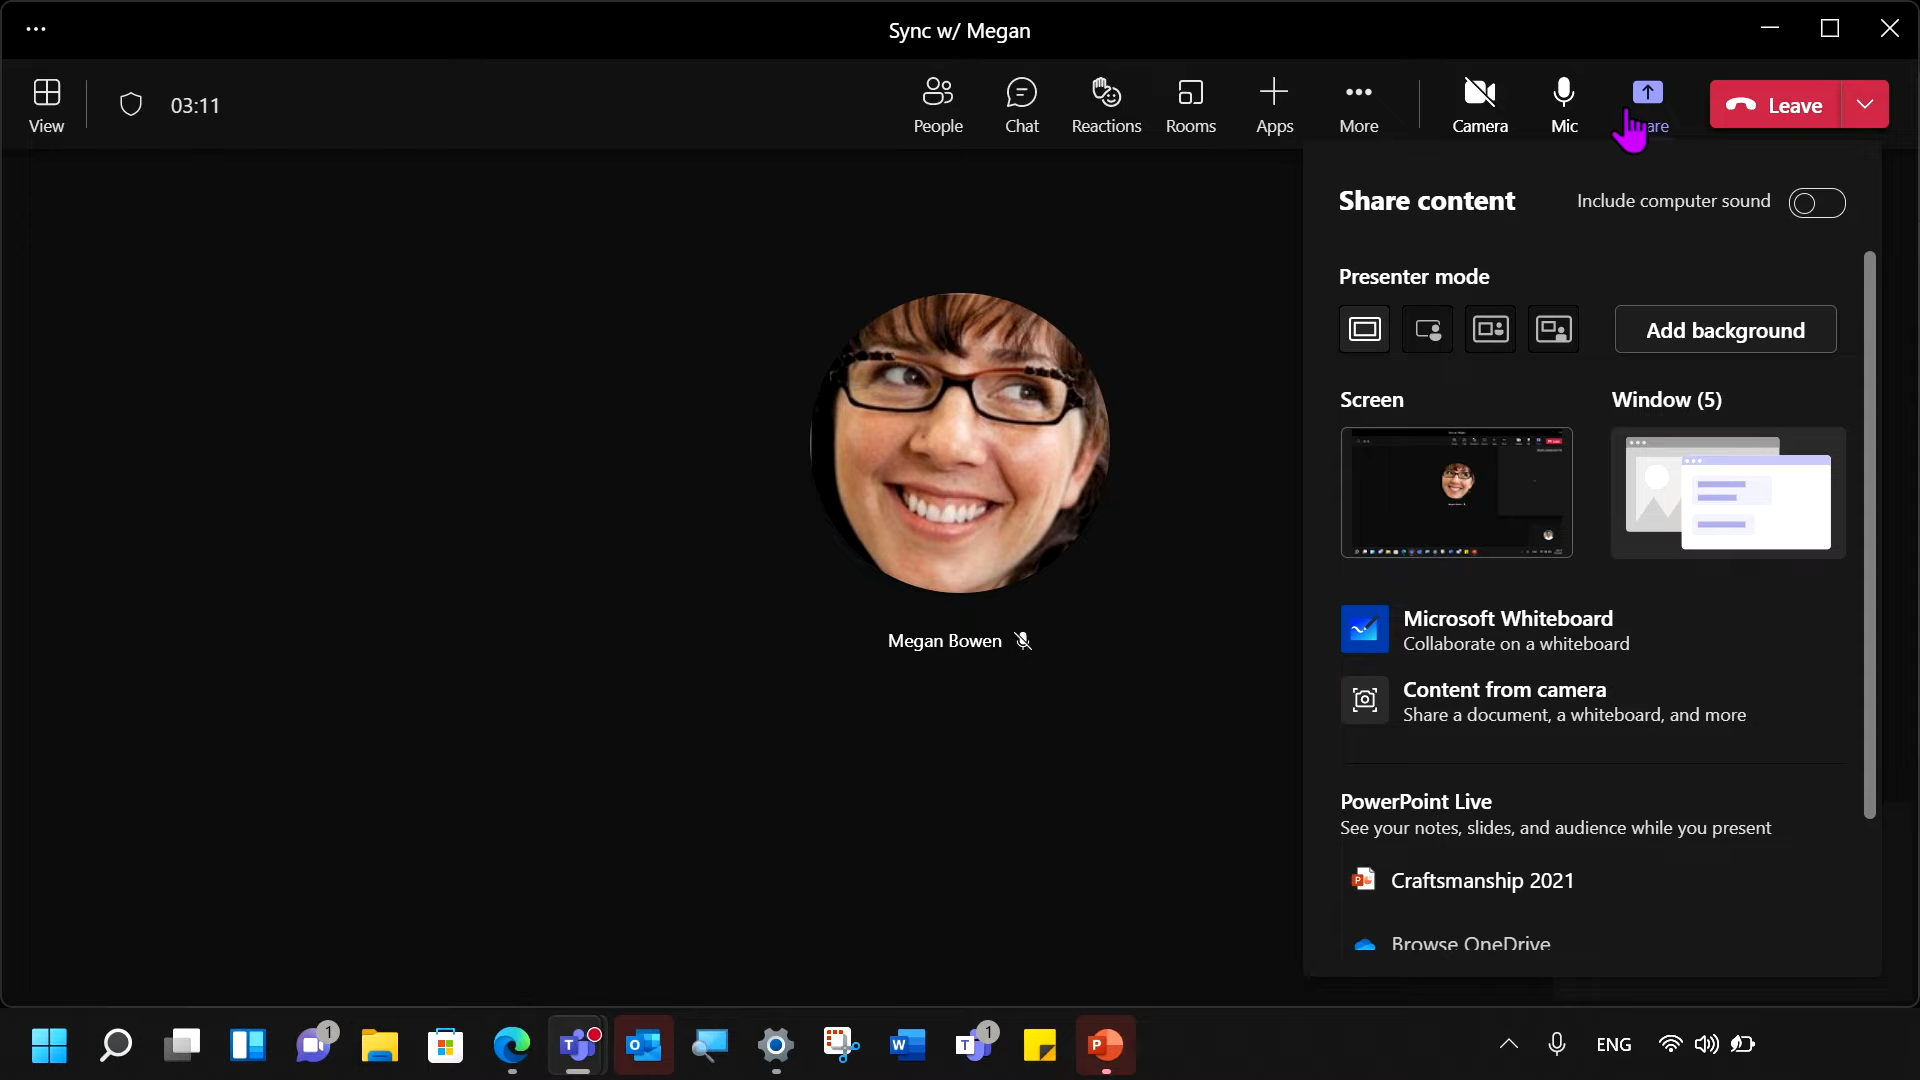 Sync w/ Megan
View
03:11
People
Chat
Reactions
Rooms
Apps
More
Camera
Mic
are
Leave
Share content
Include computer sound
Presenter mode
Add background
Screen
Window (5)
Microsoft Whiteboard
Collaborate on a whiteboard
Content from camera
Share a document, a whiteboard, and more
Megan Bowen
PowerPoint Live
See your notes, slides, and audience while you present
Craftsmanship 2021
Browse OneDrive
1
1
ENG